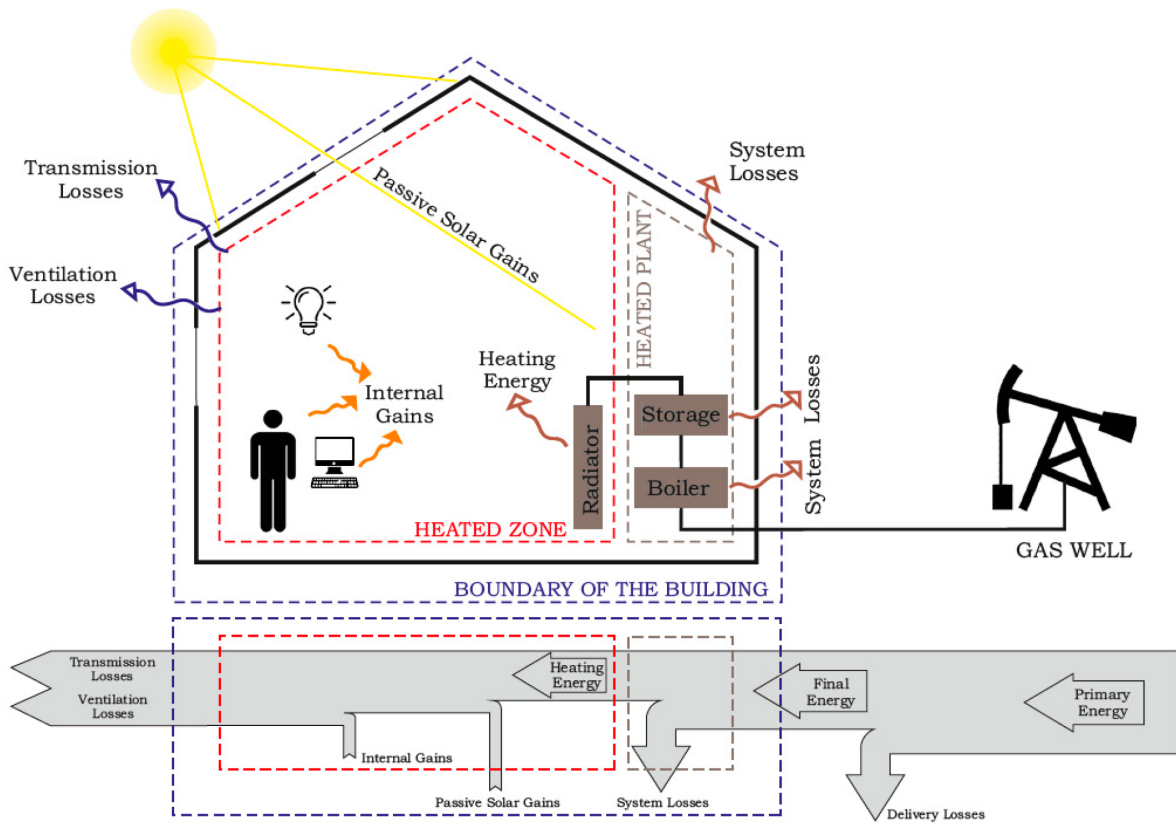 Transmission
Losses
System
Losses
Passive Solar Gains
Ventilation
Losses
HEATED PLANT
Heating
Energy
Internal
Gains
Storage
System Losses
Radiator
Boiler
HEATED ZONE
GAS WELL
BOUNDARY OF THE BUILDING
Transmission
Losses
Heating
Energy
Final
Energy
Primary
Energy
Ventilation
Losses
Internal Gains
Passive Solar Gains
System Losses
Delivery Losses